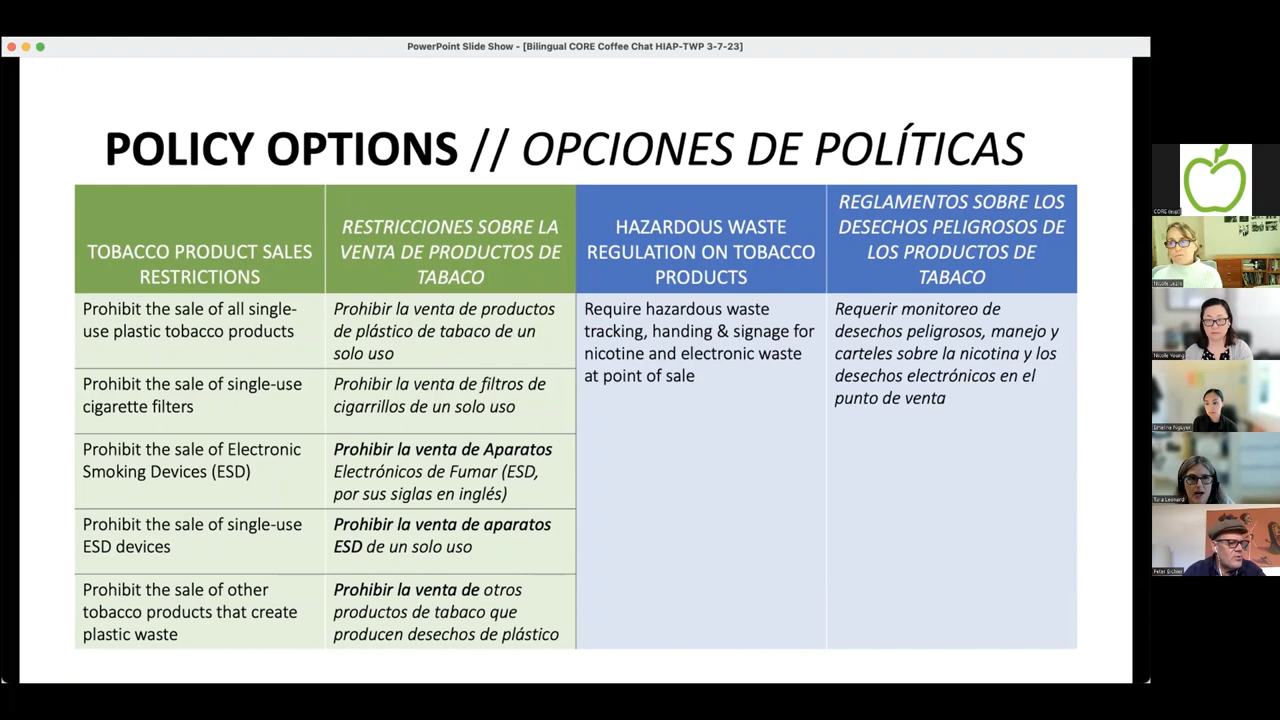 PowerPoint Slide Show - [Bilingual CORE Coffee Chat HIAP-TWP 3-7-23]
POLICY OPTIONS // OPCIONES DE POLÍTICAS
TOBACCO PRODUCT SALES
RESTRICTIONS
RESTRICCIONES SOBRE LA
VENTA DE PRODUCTOS DE
TABACO
HAZARDOUS WASTE
REGULATION ON TOBACCO
PRODUCTS
REGLAMENTOS SOBRE LOS
DESECHOS PELIGROSOS DE
LOS PRODUCTOS DE
TABACO
Prohibit the sale of all single-
use plastic tobacco products
Prohibir la venta de productos
de plástico de tabaco de un
solo uso
Require hazardous waste
tracking, handing & signage for
nicotine and electronic waste
at point of sale
Requerir monitoreo de
desechos peligrosos, manejo y
carteles sobre la nicotina y los
desechos electrónicos en el
punto de venta
Prohibit the sale of single-use
cigarette filters
Prohibir la venta de filtros de
cigarrillos de un solo uso
Prohibit the sale of Electronic
Smoking Devices (ESD)
Prohibir la venta de Aparatos
Electrónicos de Fumar (ESD,
por sus siglas en inglés)
Prohibit the sale of single-use
ESD devices
Prohibir la venta de aparatos
ESD de un solo uso
Prohibit the sale of other
tobacco products that create
plastic waste
Prohibir la venta de otros
productos de tabaco que
producen desechos de plástico
Nicole Young
Emeline Nguyen
Tara Leonard